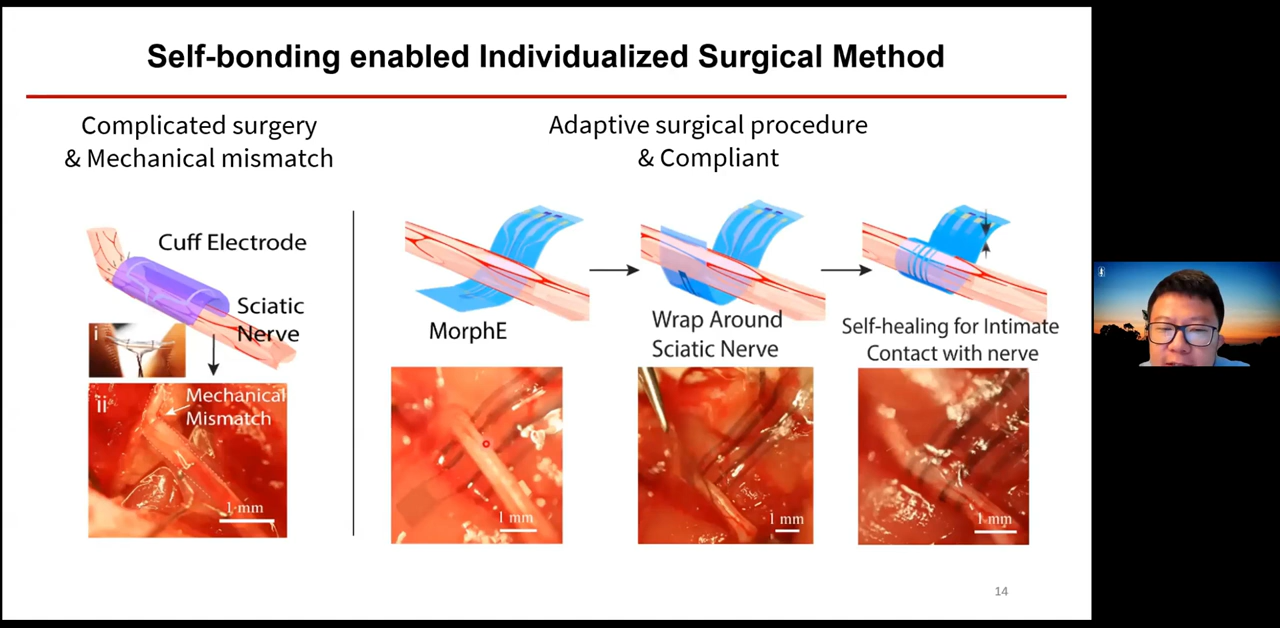 Self-bonding enabled Individualized Surgical Method
Complicated surgery
& Mechanical mismatch
Adaptive surgical procedure
& Compliant
Cuff Electrode
Sciatic
Nerve
i
ii
Mechanical
Mismatch
1 mm
MorphE
1 mm
Wrap Around
Sciatic Nerve
1 mm
Self-healing for Intimate
Contact with nerve
1 mm
14